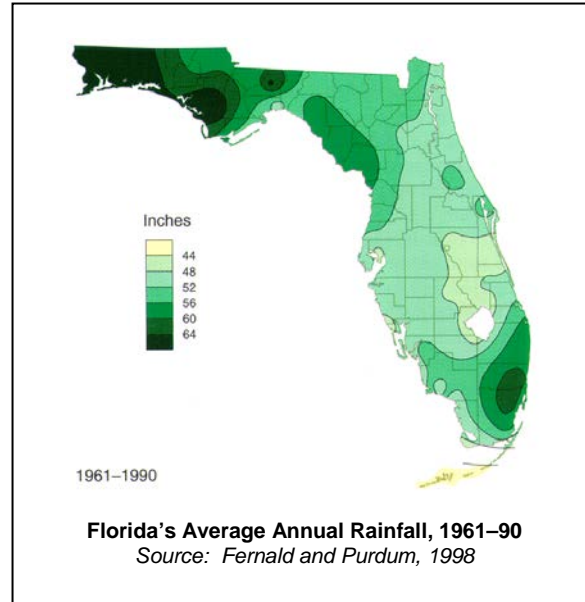 Inches
44
48
52
56
60
64
1961–1990
Florida's Average Annual Rainfall, 1961–90
Source:  Fernald and Purdum, 1998